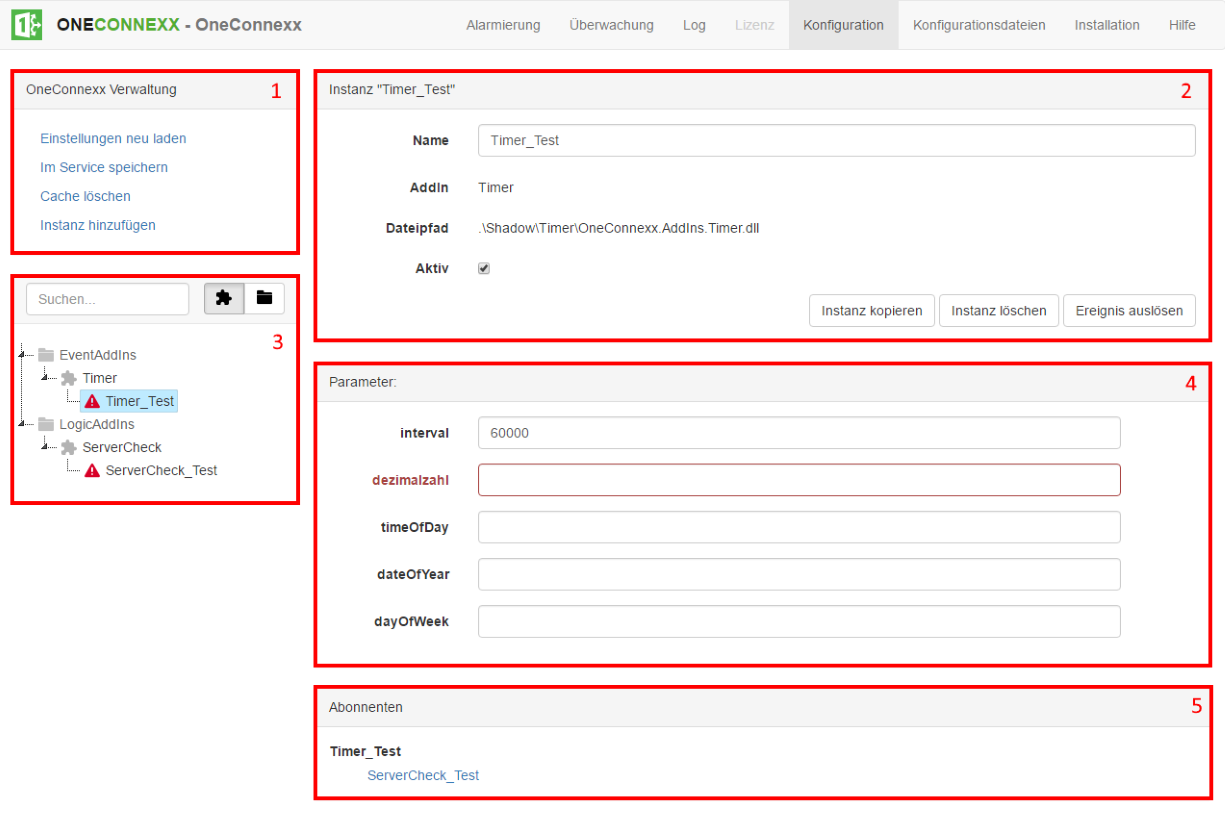 ONECONNEXX - OneConnexx
Alarmierung Überwachung Log Lizenz Konfiguration Konfigurationsdateien Installation Hilfe
OneConnexx Verwaltung 1
Einstellungen neu laden
Im Service speichern
Cache löschen
Instanz hinzufügen
Instanz "Timer_Test" 2
Name Timer_Test
AddIn Timer
Dateipfad .\Shadow\Timer\OneConnexx.AddIns.Timer.dll
Aktiv
Instanz kopieren Instanz löschen Ereignis auslösen
Suchen...
3
EventAddIns
Timer
Timer_Test
LogicAddIns
ServerCheck
ServerCheck_Test
Parameter: 4
interval 60000
dezimalzahl
timeOfDay
dateOfYear
dayOfWeek
Abonnenten 5
Timer_Test
ServerCheck_Test